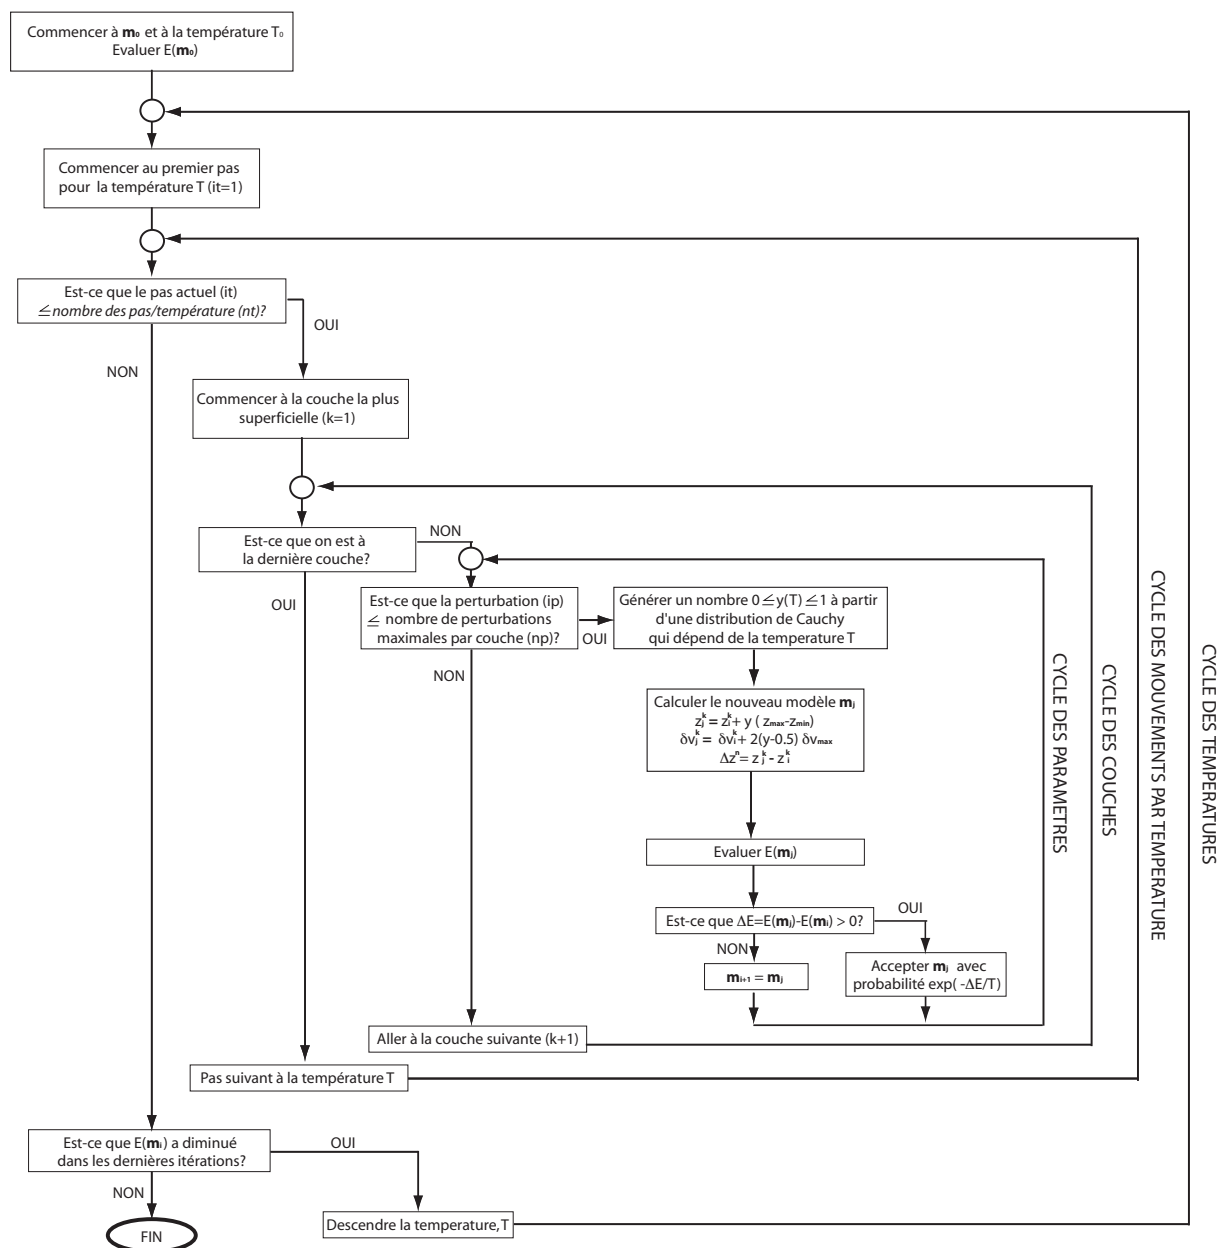 Commencer à m₀ et à la température T₀
Evaluer E(m₀)
Commencer au premier pas
pour la température T (it=1)
Est-ce que le pas actuel (it)
≤ nombre des pas/température (nt)?
OUI
NON
Commencer à la couche la plus
superficielle (k=1)
Est-ce que on est à
la dernière couche?
NON
OUI
Est-ce que la perturbation (ip)
≤ nombre de perturbations
maximales par couche (np)?
OUI
NON
Générer un nombre 0 ≤ y(T) ≤ 1 à partir
d'une distribution de Cauchy
qui dépend de la temperature T
Calculer le nouveau modèle mⱼ
zⱼᵏ = zᵢᵏ + y ( zmax-zmin)
δvⱼᵏ = δvᵢᵏ + 2(y-0.5) δvmax
Δzⁿ = zⱼᵏ - zᵢᵏ
Evaluer E(mⱼ)
Est-ce que ΔE=E(mⱼ)-E(mᵢ) > 0?
OUI
NON
mᵢ₊₁ = mⱼ
Accepter mⱼ avec
probabilité exp( -ΔE/T)
Aller à la couche suivante (k+1)
Pas suivant à la température T
Est-ce que E(mᵢ) a diminué
dans les dernières itérations?
OUI
NON
Descendre la temperature, T
FIN
CYCLE DES PARAMETRES
CYCLE DES COUCHES
CYCLE DES MOUVEMENTS PAR TEMPERATURE
CYCLE DES TEMPERATURES